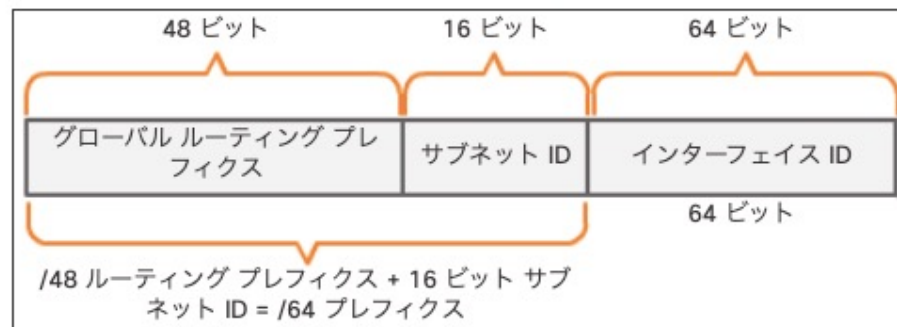 48 ビット
16 ビット
64 ビット
グローバル ルーティング プレ
フィクス
サブネット ID
インターフェイス ID
64 ビット
/48 ルーティング プレフィクス + 16 ビット サブ
ネット ID = /64 プレフィクス